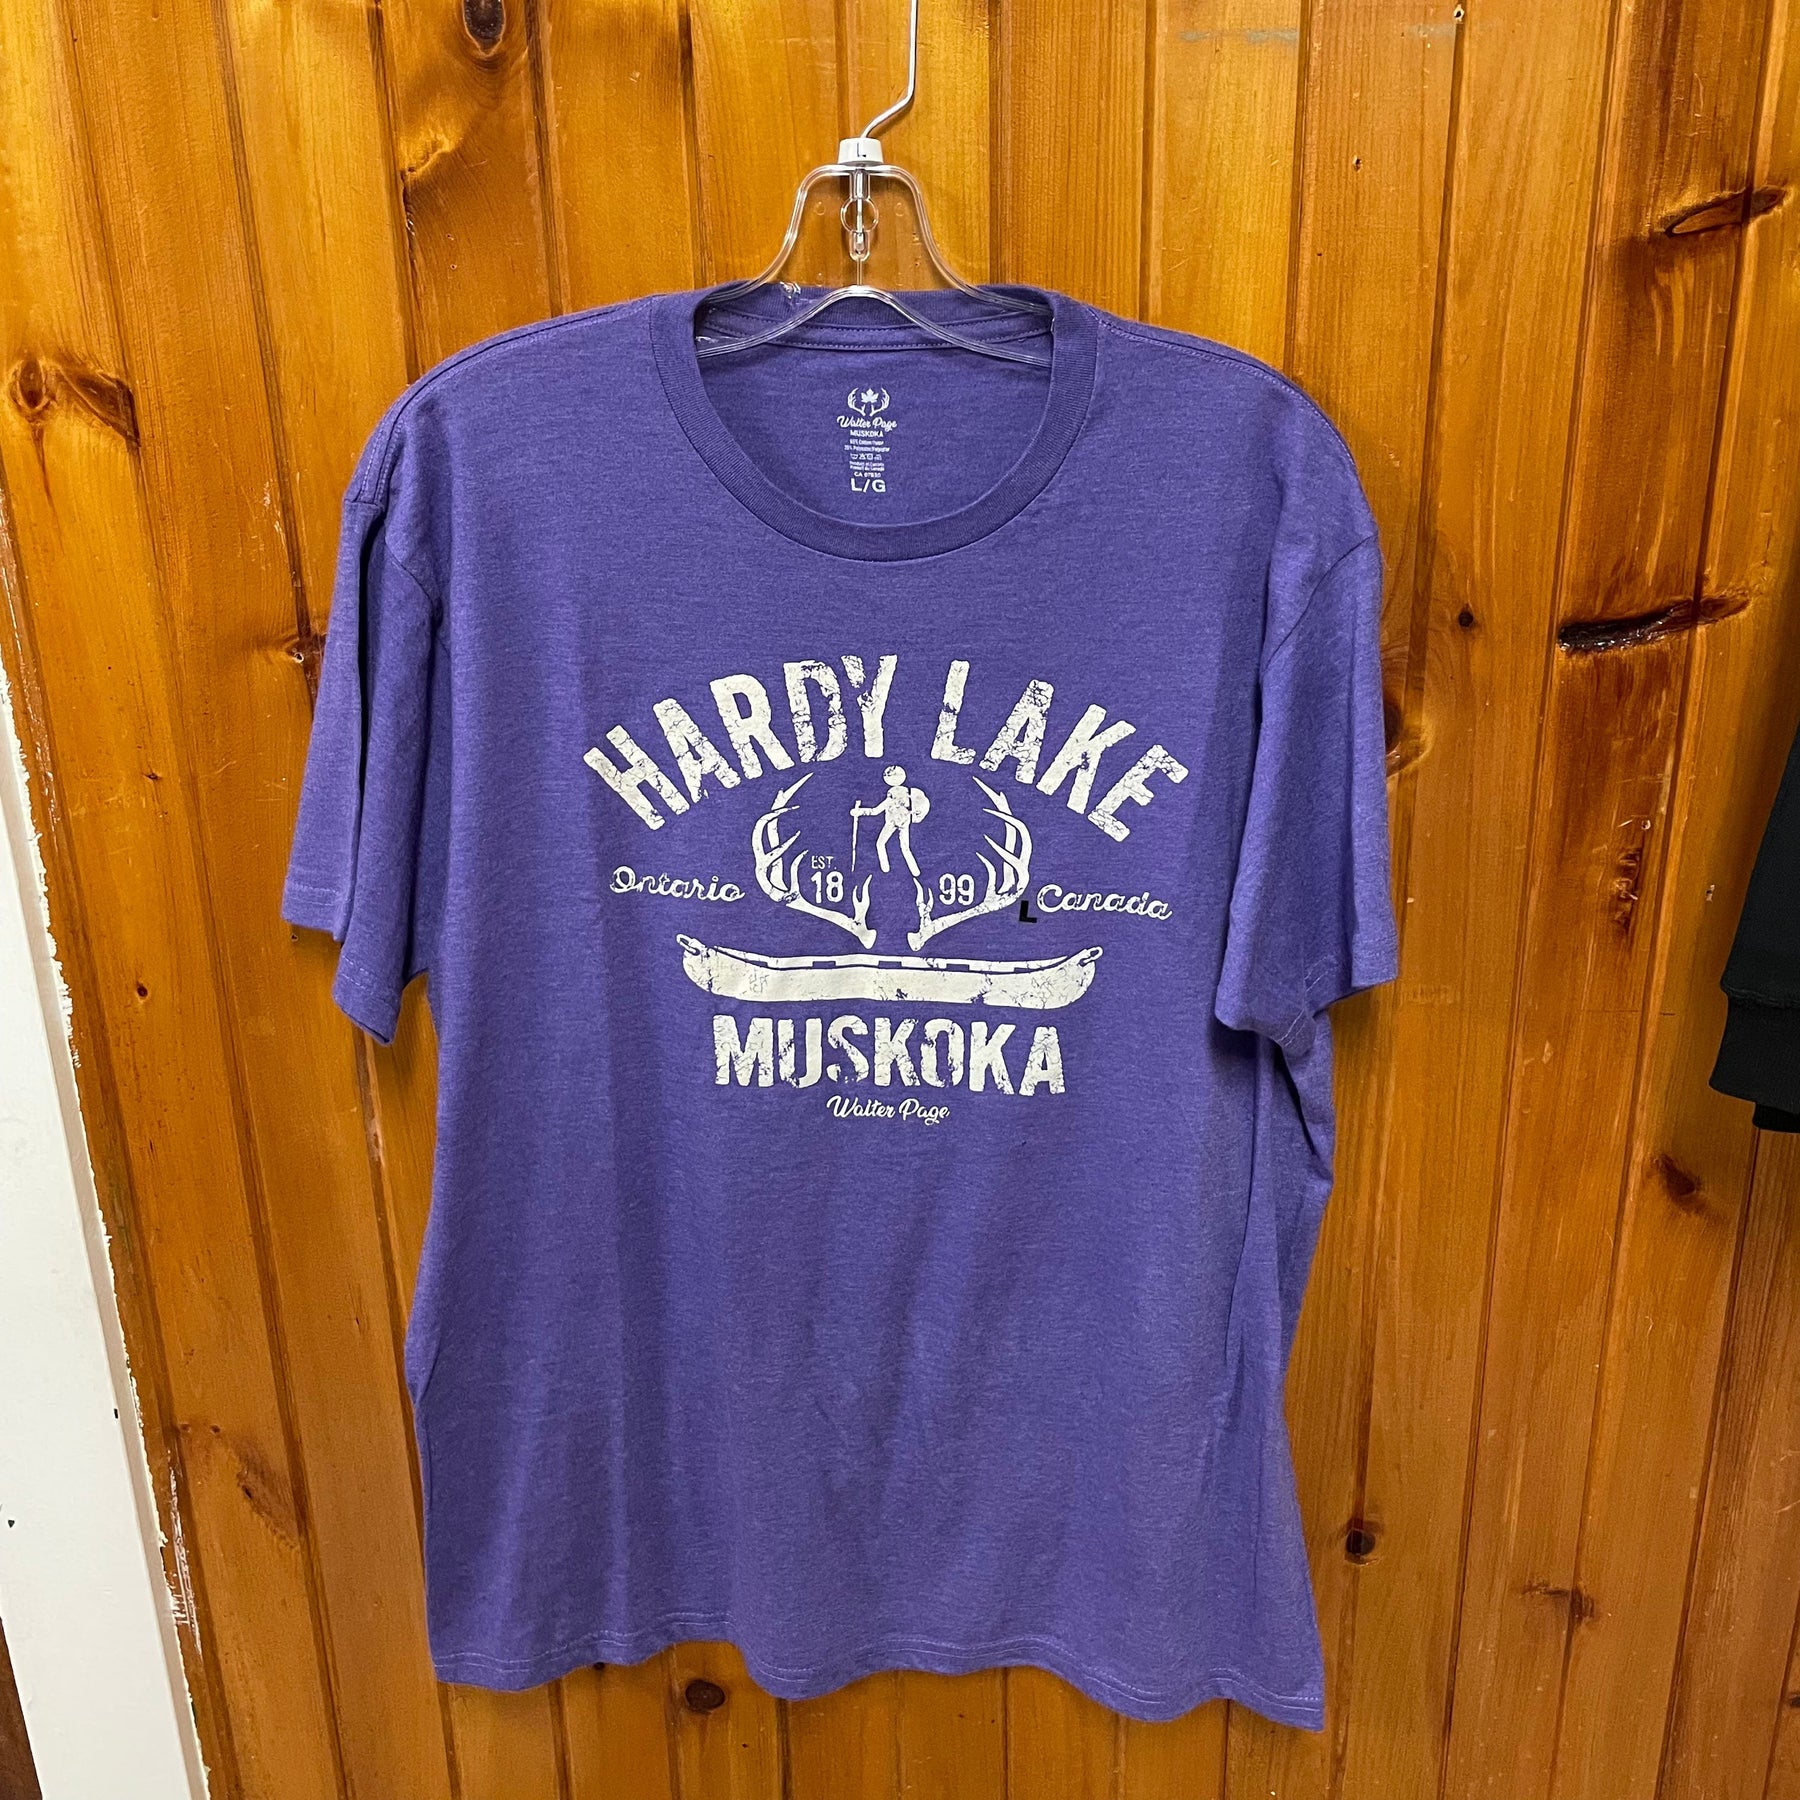 Walter Page
MUSKOKA
L/G
HARDY LAKE
EST.
18 99
Ontario
L
Canada
MUSKOKA
Walter Page